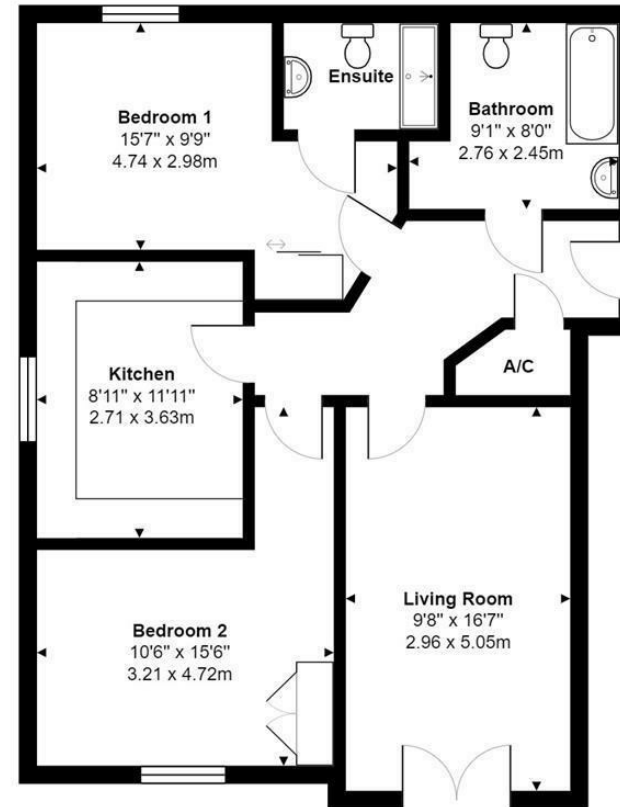 Ensuite
Bedroom 1
15'7" x 9'9"
4.74 x 2.98m
Bathroom
9'1" x 8'0"
2.76 x 2.45m
Kitchen
8'11" x 11'11"
2.71 x 3.63m
A/C
Living Room
9'8" x 16'7"
2.96 x 5.05m
Bedroom 2
10'6" x 15'6"
3.21 x 4.72m